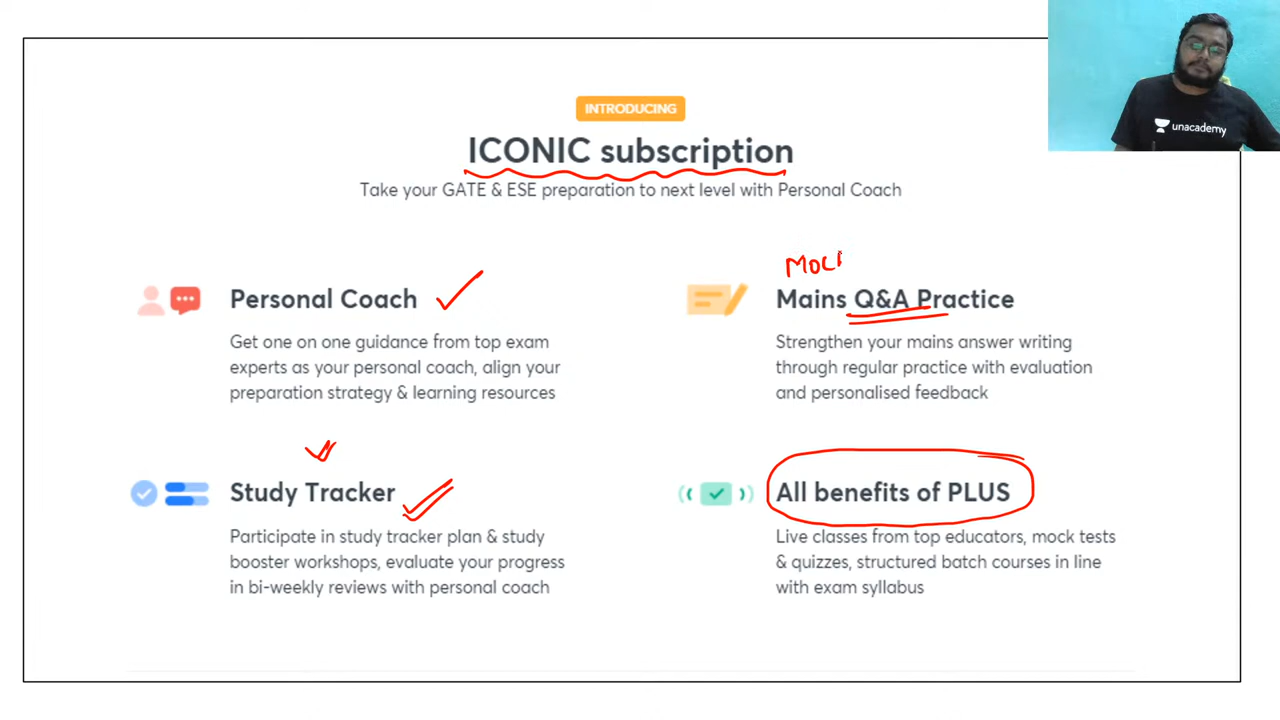 unacademy
INTRODUCING
ICONIC subscription
Take your GATE & ESE preparation to next level with Personal Coach
Personal Coach
Get one on one guidance from top exam
experts as your personal coach, align your
preparation strategy & learning resources
Mains Q&A Practice
Strengthen your mains answer writing
through regular practice with evaluation
and personalised feedback
Study Tracker
Participate in study tracker plan & study
booster workshops, evaluate your progress
in bi-weekly reviews with personal coach
All benefits of PLUS
Live classes from top educators, mock tests
& quizzes, structured batch courses in line
with exam syllabus